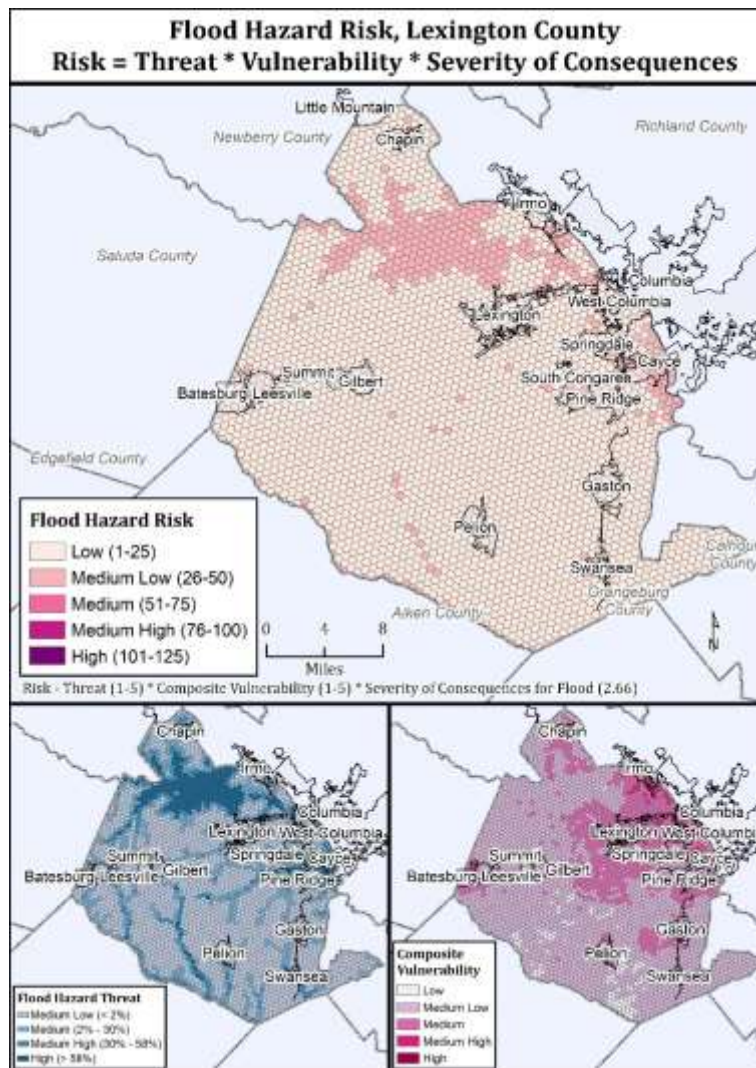 Flood Hazard Risk, Lexington County
Risk = Threat * Vulnerability * Severity of Consequences
Little Mountain
Newberry County
Richland County
Chapin
Irmo
Saluda County
Columbia
West Columbia
Lexington
Springdale
Cayce
Summit
Gilbert
South Congaree
Batesburg Leesville
Pine Ridge
Edgefield County
Gaston
Pelion
Calhoun County
Swansea
Orangeburg County
Aiken County
Flood Hazard Risk
Low (1-25)
Medium Low (26-50)
Medium (51-75)
Medium High (76-100)
High (101-125)
0 4 8
Miles
N
Risk - Threat (1-5) * Composite Vulnerability (1-5) * Severity of Consequences for Flood (2.66)
Chapin
Irmo
Columbia
Lexington
West Columbia
Summit
Springdale
Cayce
Gilbert
Batesburg Leesville
Pine Ridge
Gaston
Pelion
Swansea
Flood Hazard Threat
Medium Low (< 2%)
Medium (2% - 30%)
Medium High (30% - 58%)
High (> 58%)
Chapin
Irmo
Columbia
Lexington
West Columbia
Summit
Springdale
Cayce
Gilbert
Batesburg Leesville
Pine Ridge
Gaston
Pelion
Swansea
Composite
Vulnerability
Low
Medium Low
Medium
Medium High
High